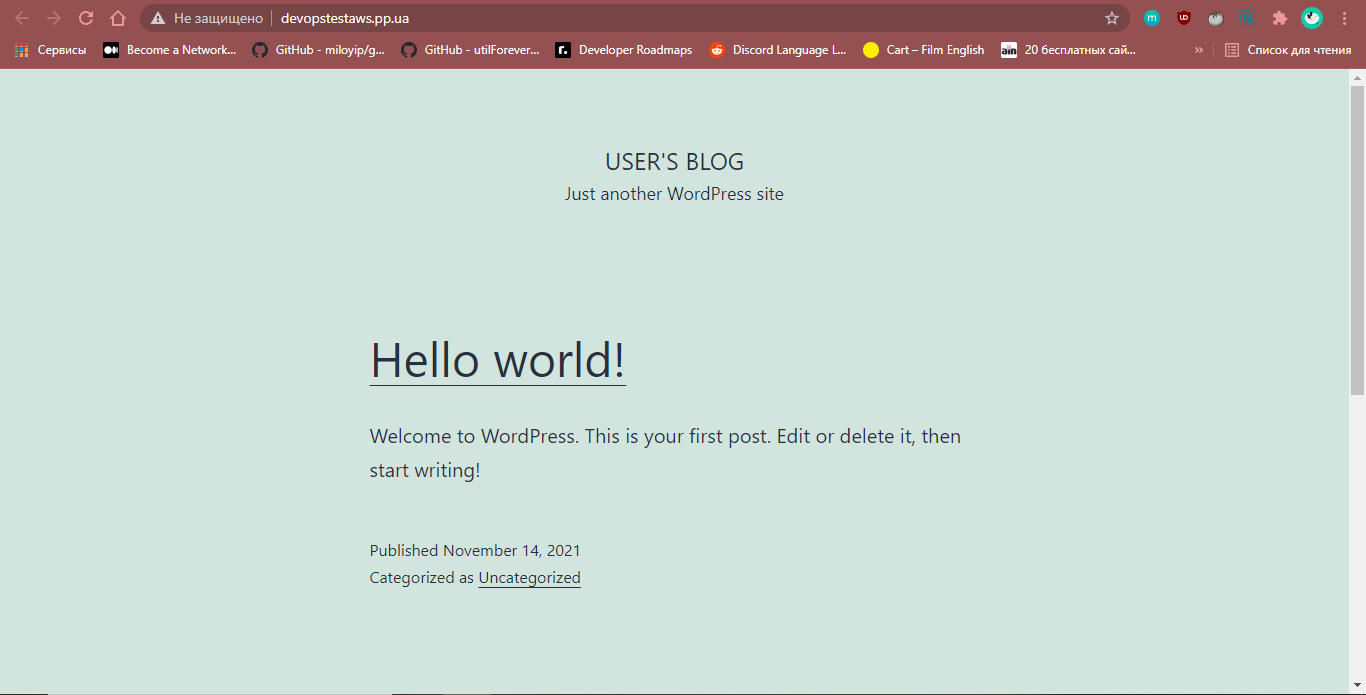 Не защищено devopstestaws.pp.ua
Сервисы Become a Network... GitHub - miloyip/g... GitHub - utilForever... Developer Roadmaps Discord Language L... Cart – Film English 20 бесплатных сай... » Список для чтения
USER'S BLOG
Just another WordPress site
Hello world!
Welcome to WordPress. This is your first post. Edit or delete it, then
start writing!
Published November 14, 2021
Categorized as Uncategorized